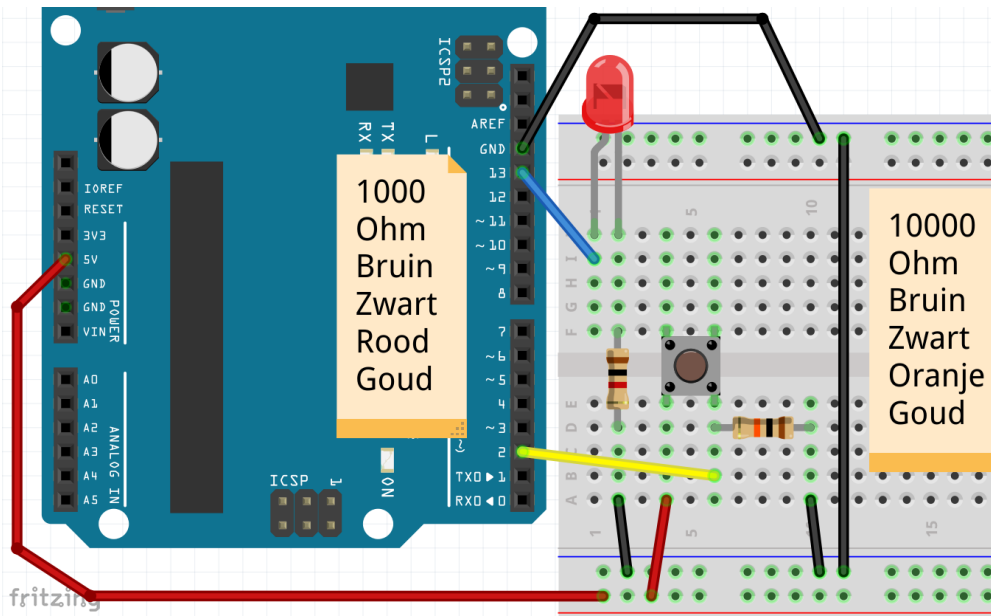 ICSP2
AREF
GND
13
12
~11
~10
~9
8
7
~6
~5
4
~3
2
TX0▶1
RX0◀0
RX
TX
L
IOREF
RESET
3V3
5V
GND
GND
VIN
POWER
A0
A1
A2
A3
A4
A5
ANALOG IN
ICSP
1
ON
1000
Ohm
Bruin
Zwart
Rood
Goud
10000
Ohm
Bruin
Zwart
Oranje
Goud
5
10
I
H
G
F
E
D
B
A
1
5
15
fritzing